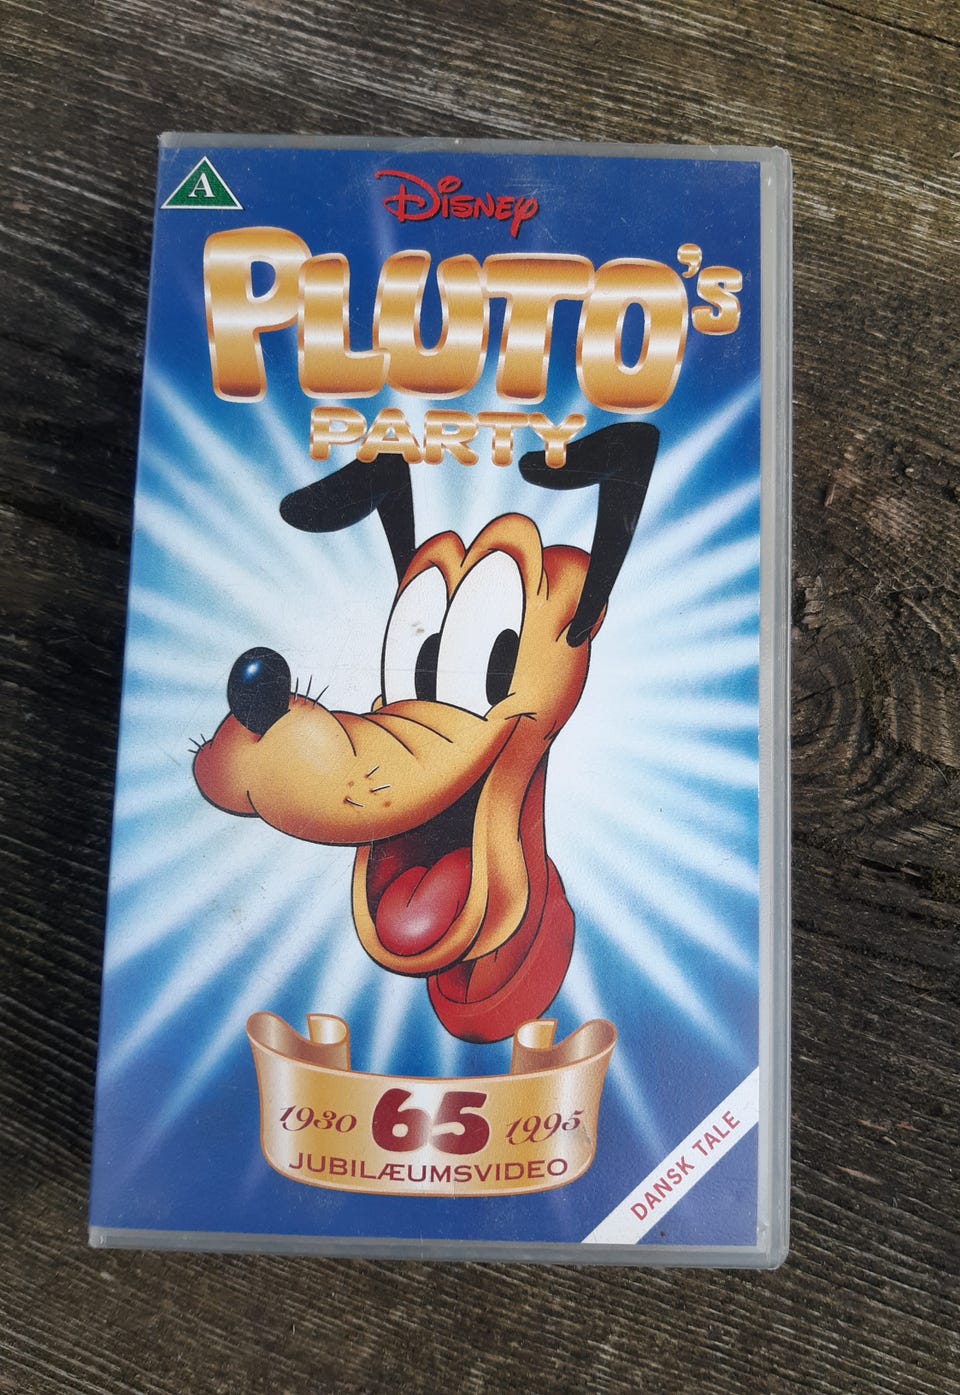 A
Disney
PLUTO'S
PARTY
1930 65 1995
JUBILÆUMSVIDEO
DANSK TALE